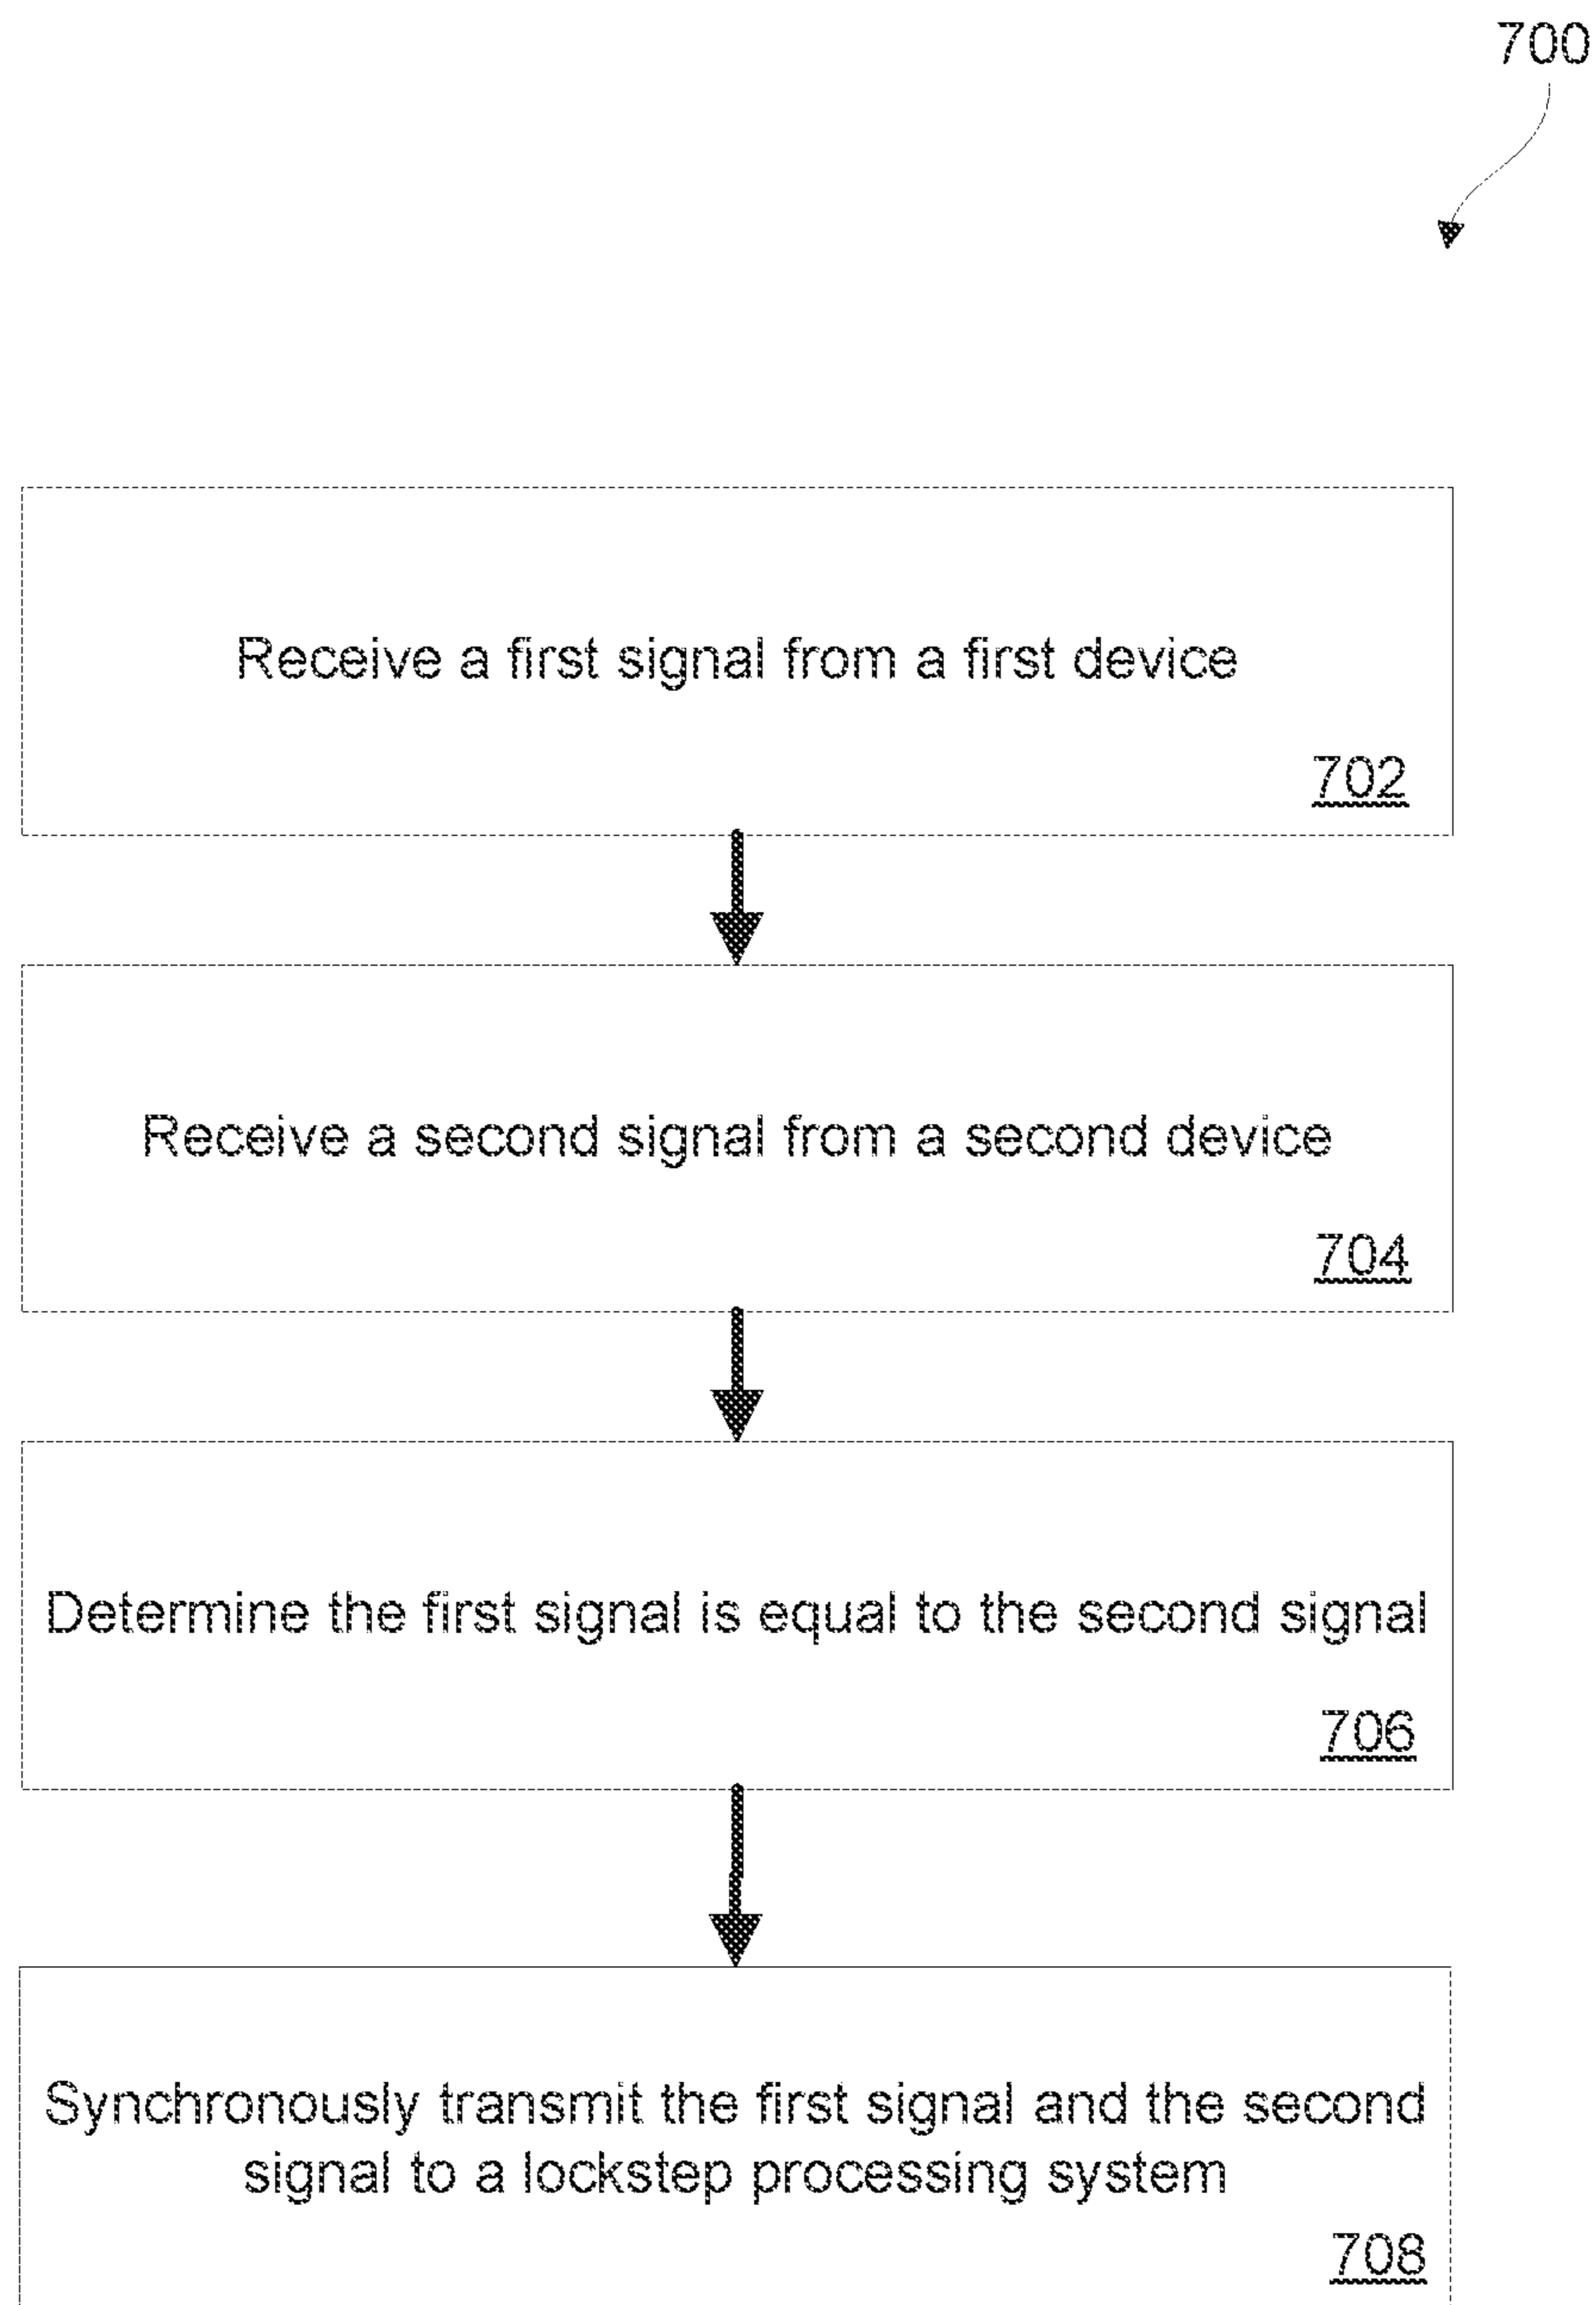 700
Receive a first signal from a first device
702
Receive a second signal from a second device
704
Determine the first signal is equal to the second signal
706
Synchronously transmit the first signal and the second
signal to a lockstep processing system
708